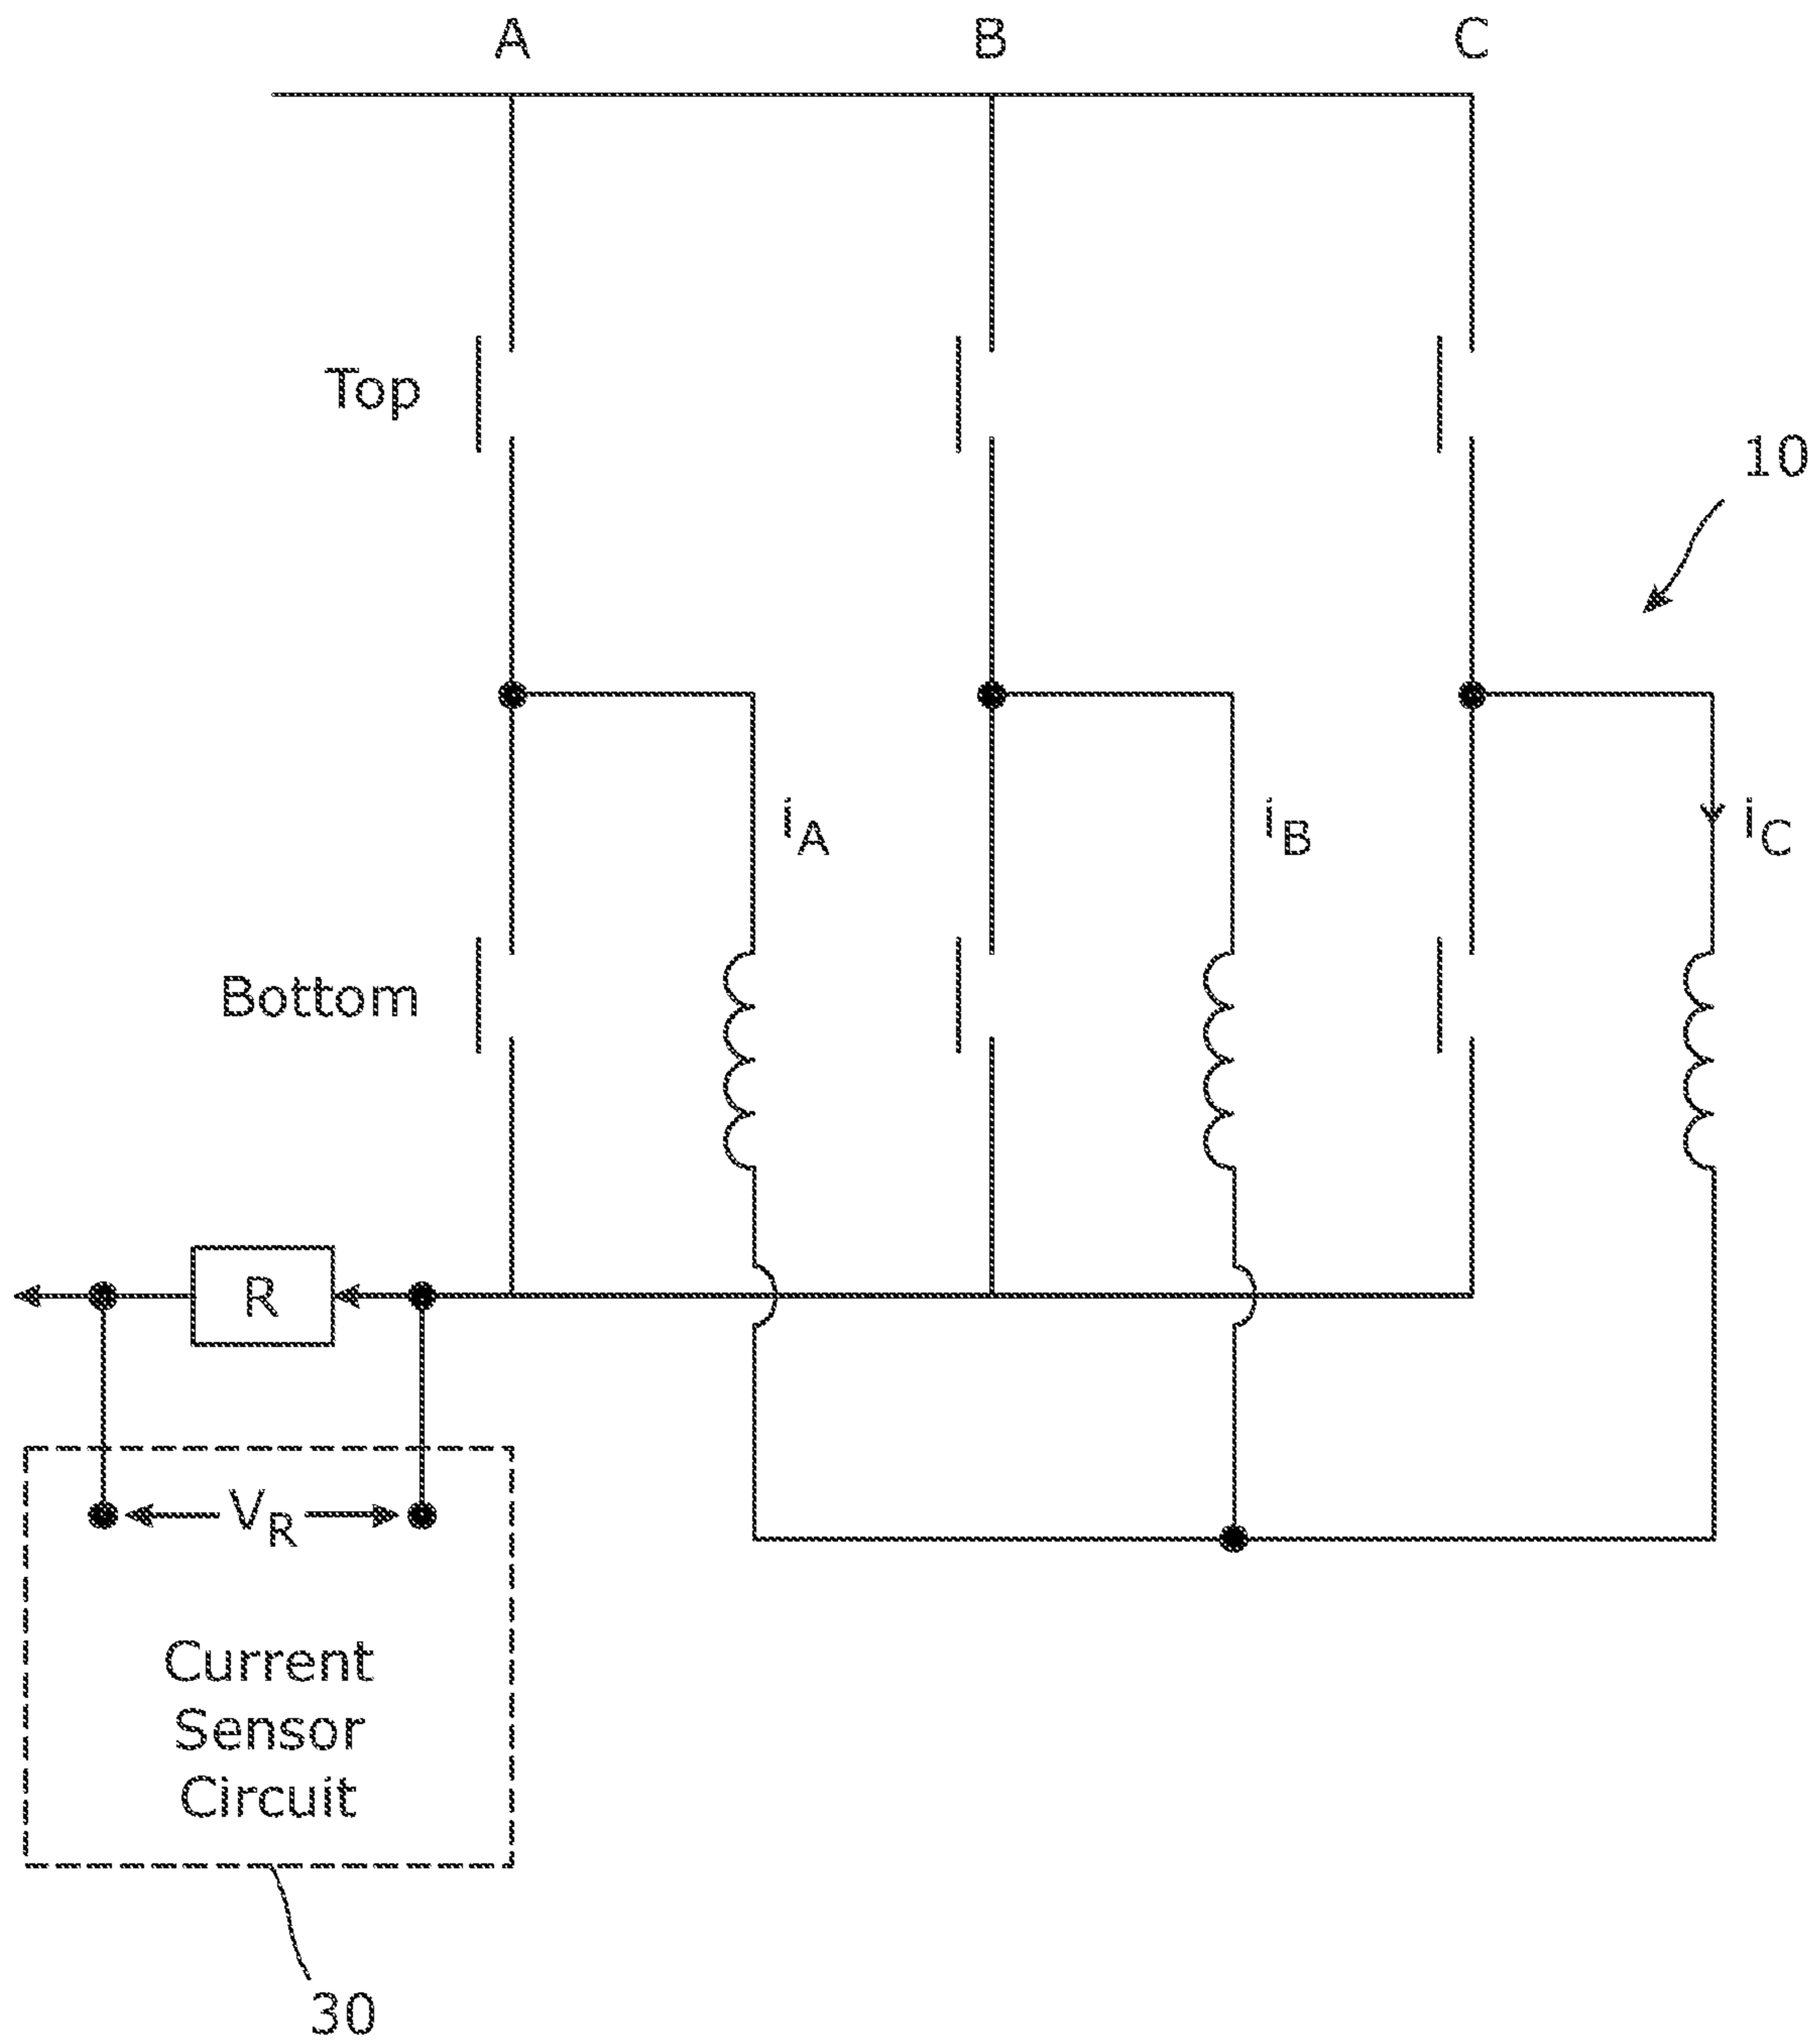 A B C
Top
10
iA iB iC
Bottom
R
VR
Current
Sensor
Circuit
30